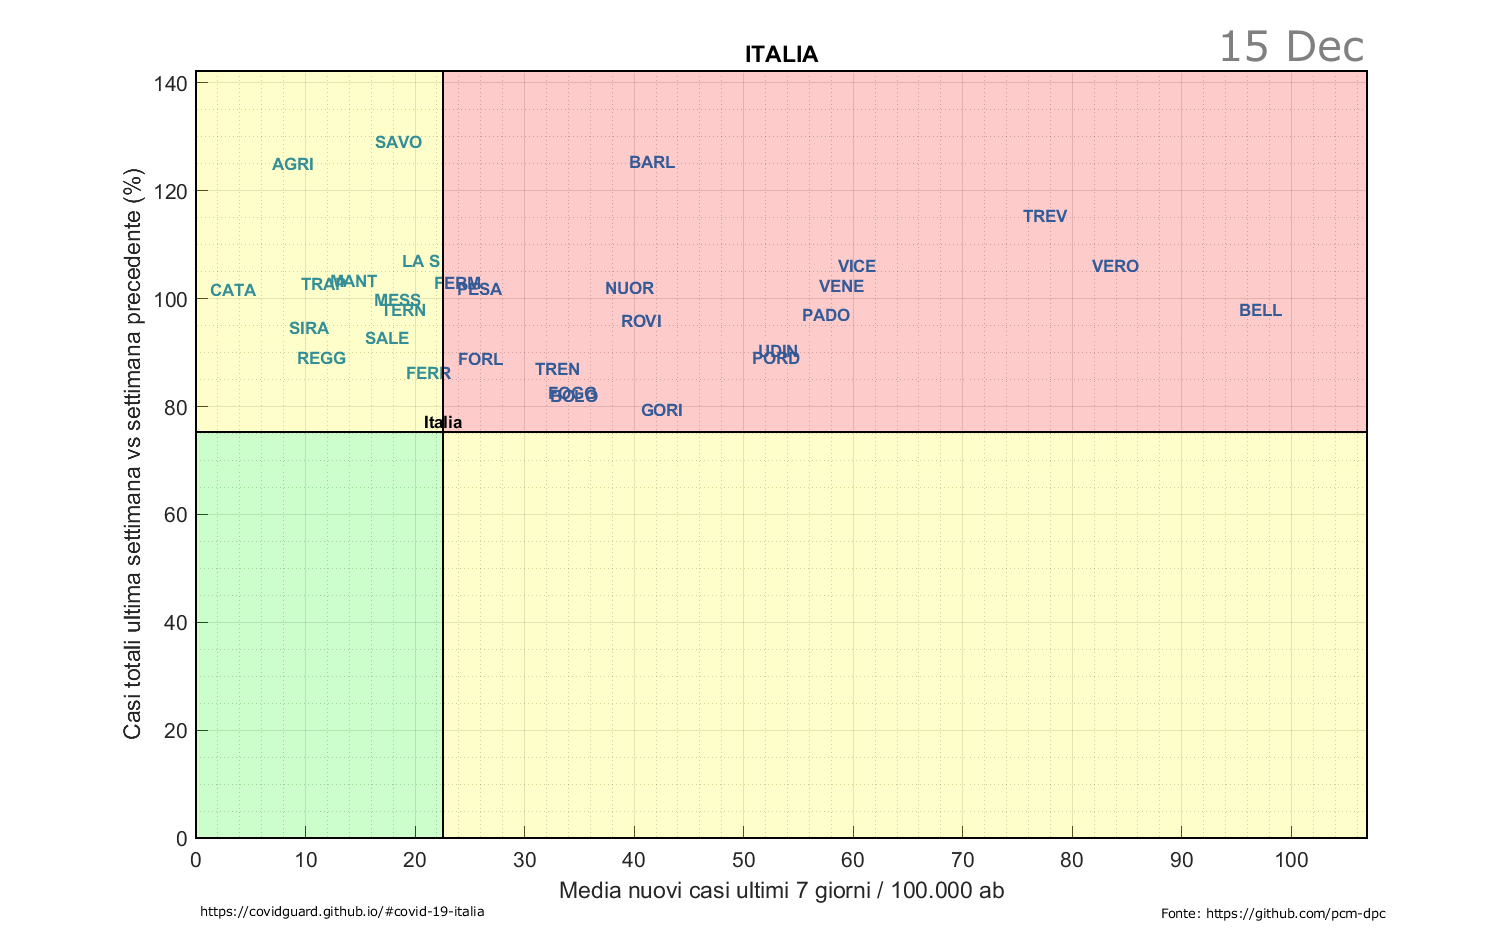 15 Dec
ITALIA
Casi totali ultima settimana vs settimana precedente (%)
140
120
100
80
60
40
20
0
SAVO
AGRI
BARL
TREV
LA S
VICE
VERO
TRAP
MANT
FERM
PESA
CATA
NUOR
VENE
MESS
TERN
BELL
PADO
ROVI
SIRA
SALE
UDIN
PORD
REGG
FORL
TREN
FERR
FOGG
BOLO
GORI
Italia
0 10 20 30 40 50 60 70 80 90 100
Media nuovi casi ultimi 7 giorni / 100.000 ab
https://covidguard.github.io/#covid-19-italia
Fonte: https://github.com/pcm-dpc